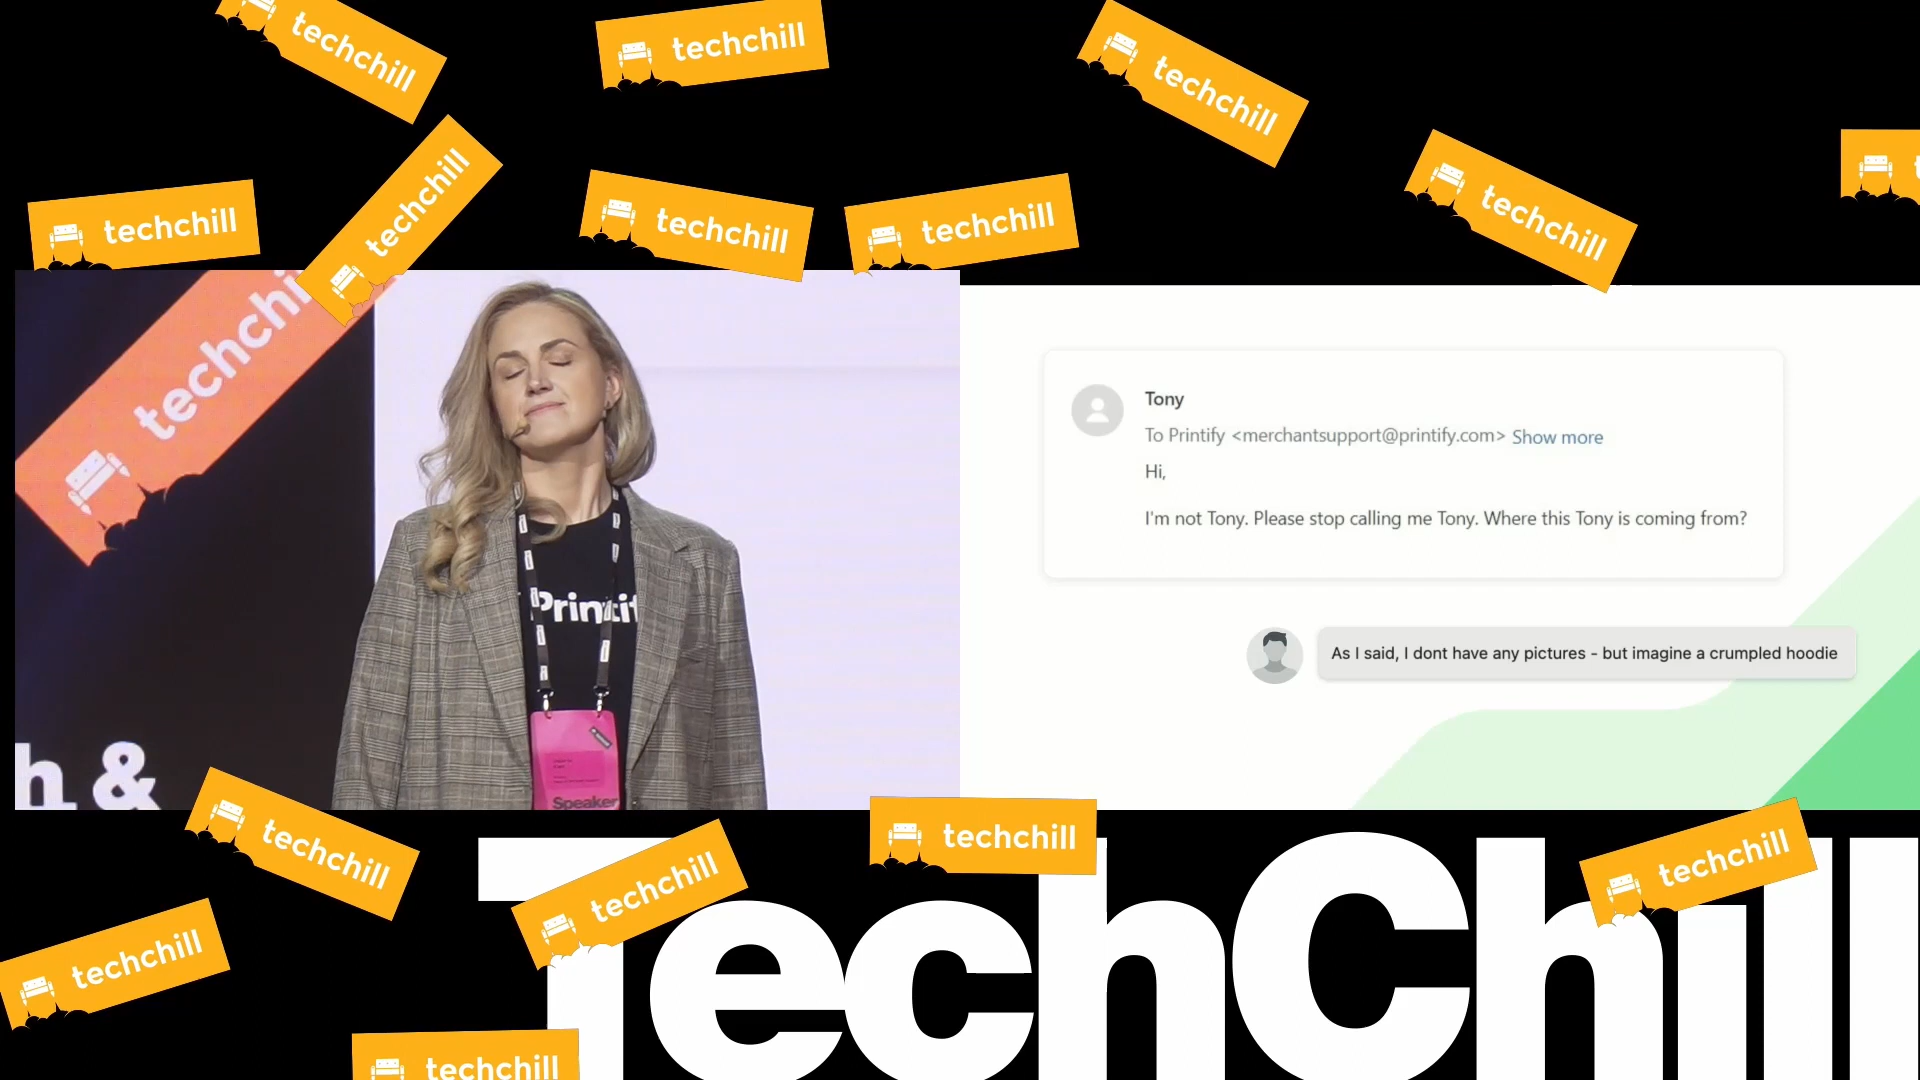 techchill
techchill
techchill
techchill
techchill
techchill
techchill
techchill
techchill
Tony
To Printify <merchantsupport@printify.com> Show more
Hi,
I'm not Tony. Please stop calling me Tony. Where this Tony is coming from?
As I said, I dont have any pictures - but imagine a crumpled hoodie
Printif
Speaker
h &
techchill
techchill
techchill
techchill
techchill
techchill
TechChill